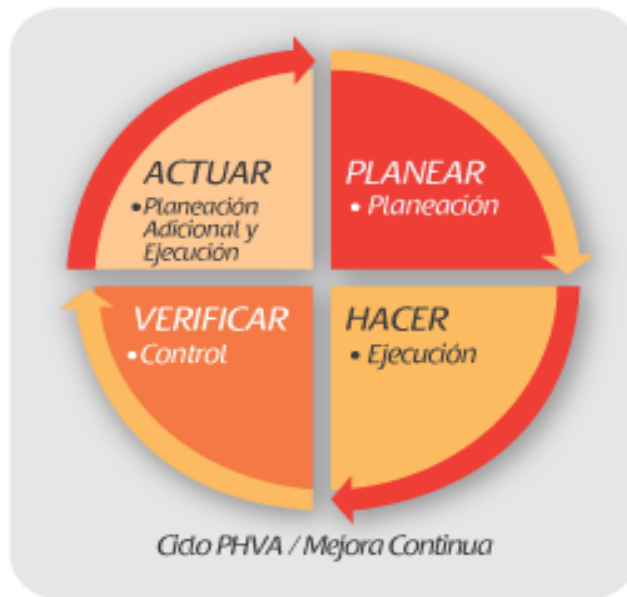 ACTUAR
•Planeación
Adicional y
Ejecución
PLANEAR
• Planeación
VERIFICAR
•Control
HACER
• Ejecución
Ciclo PHVA / Mejora Continua